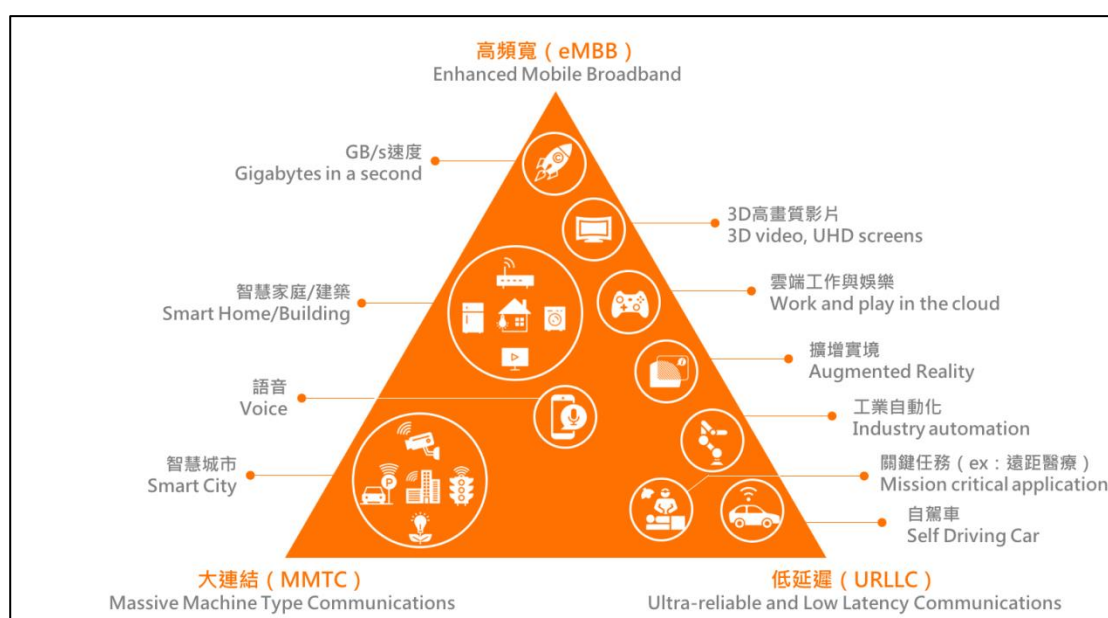 高頻寬（eMBB）
Enhanced Mobile Broadband
GB/s速度
Gigabytes in a second
3D高畫質影片
3D video, UHD screens
智慧家庭/建築
Smart Home/Building
雲端工作與娛樂
Work and play in the cloud
擴增實境
Augmented Reality
語音
Voice
工業自動化
Industry automation
智慧城市
Smart City
P
關鍵任務（ex：遠距醫療）
Mission critical application
自駕車
Self Driving Car
大連結（MMTC）
Massive Machine Type Communications
低延遲（URLLC）
Ultra-reliable and Low Latency Communications